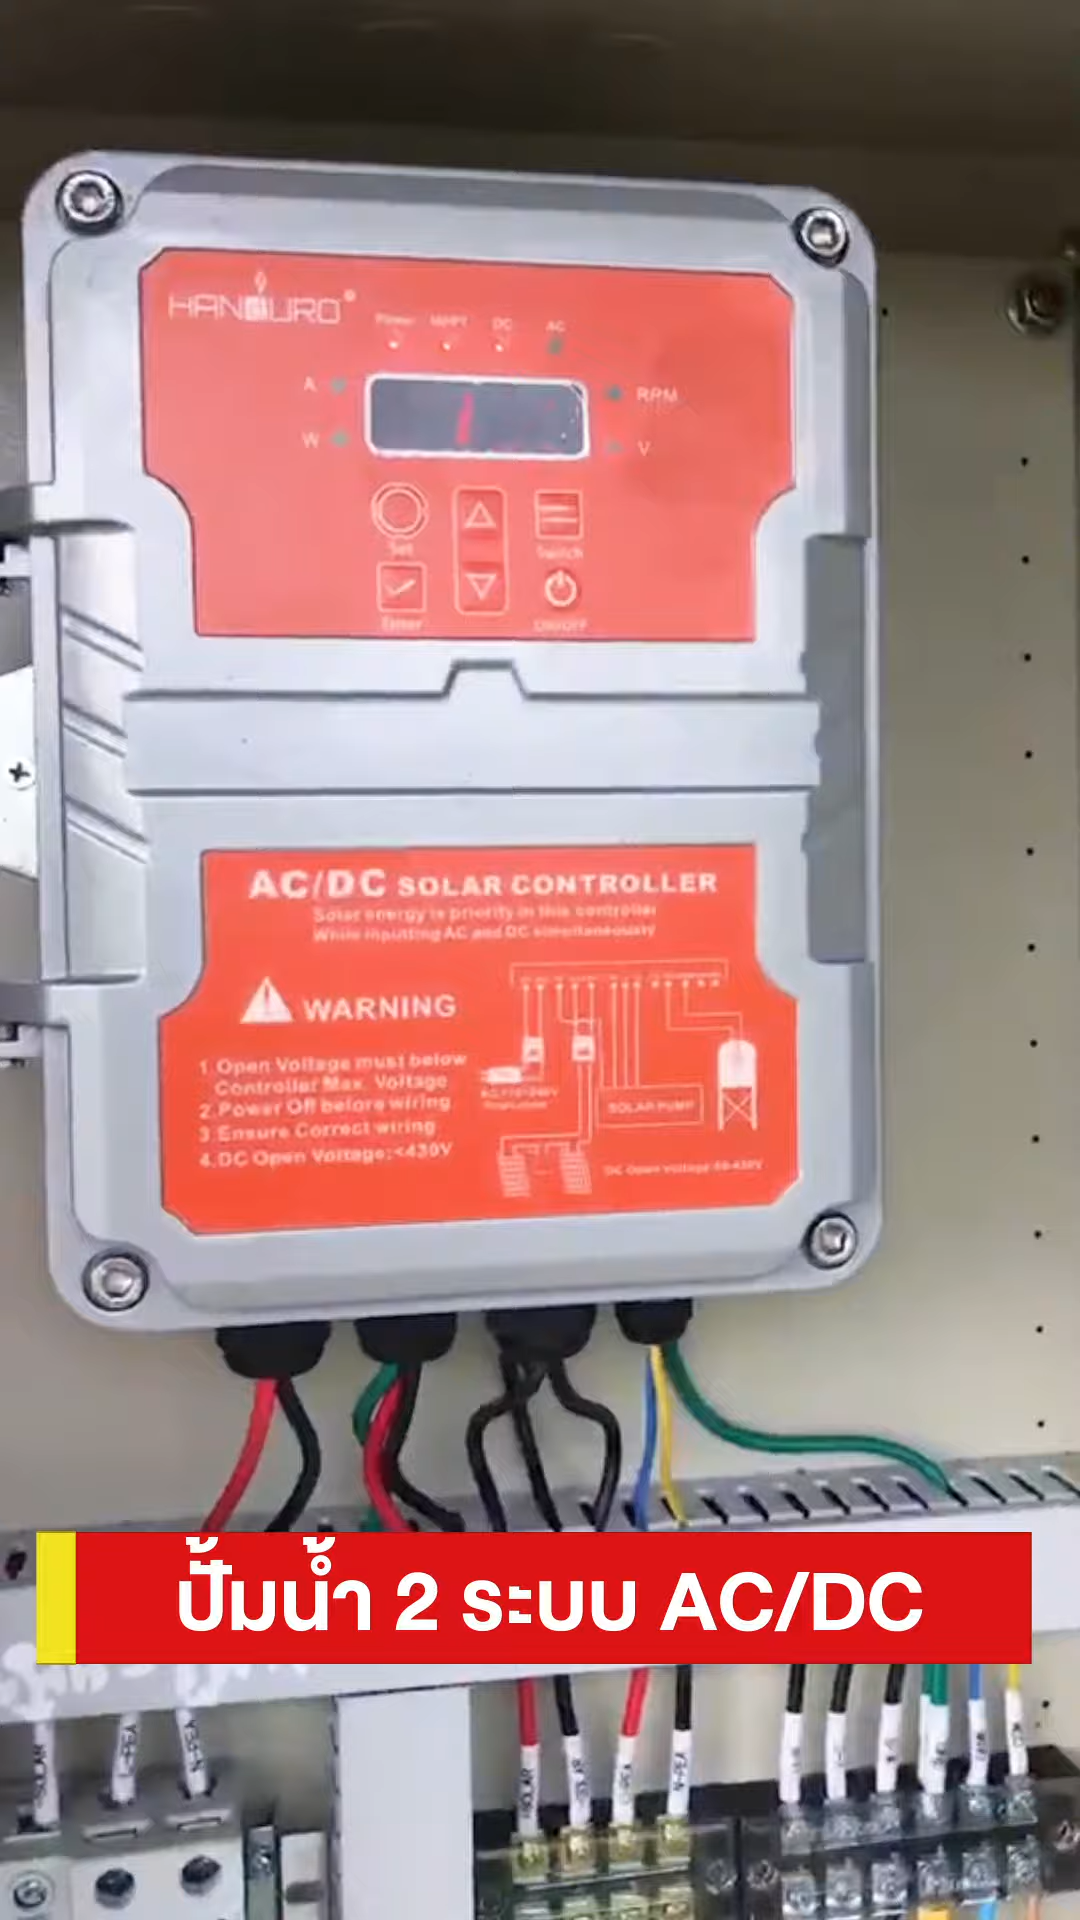 HANDURO®
Power MPPT DC AC
A
RPM
W
V
1
Set
Switch
Enter
ON/OFF
AC/DC SOLAR CONTROLLER
Solar energy is priority in this controller
While inputting AC and DC simultaneously
WARNING
1.Open Voltage must below
Controller Max. Voltage
2.Power Off before wiring
3.Ensure Correct wiring
4.DC Open Voltage:<430V
SOLAR PUMP
ปั๊มน้ำ 2 ระบบ AC/DC